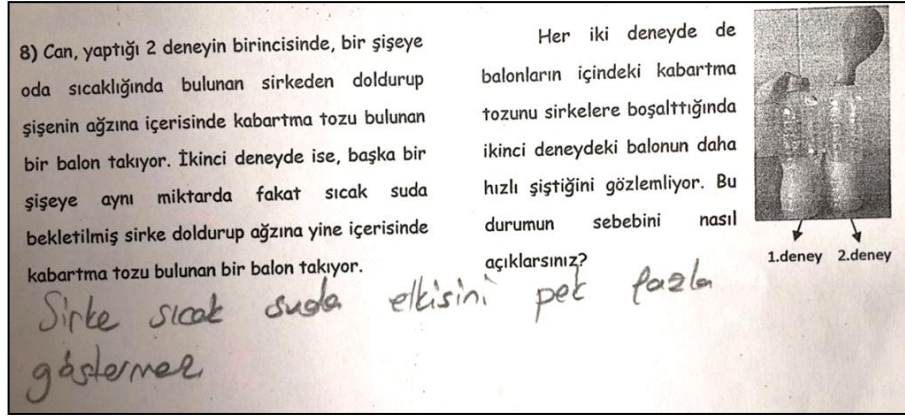 8) Can, yaptığı 2 deneyin birincisinde, bir şişeye
oda sıcaklığında bulunan sirkeden doldurup
şişenin ağzına içerisinde kabartma tozu bulunan
bir balon takıyor. İkinci deneyde ise, başka bir
şişeye aynı miktarda fakat sıcak suda
bekletilmiş sirke doldurup ağzına yine içerisinde
kabartma tozu bulunan bir balon takıyor.
Her iki deneyde de
balonların içindeki kabartma
tozunu sirkelere boşalttığında
ikinci deneydeki balonun daha
hızlı şiştiğini gözlemliyor. Bu
durumun sebebini nasıl
açıklarsınız?
1.deney 2.deney
Sirke sıcak suda etkisini pek fazla
göstermez